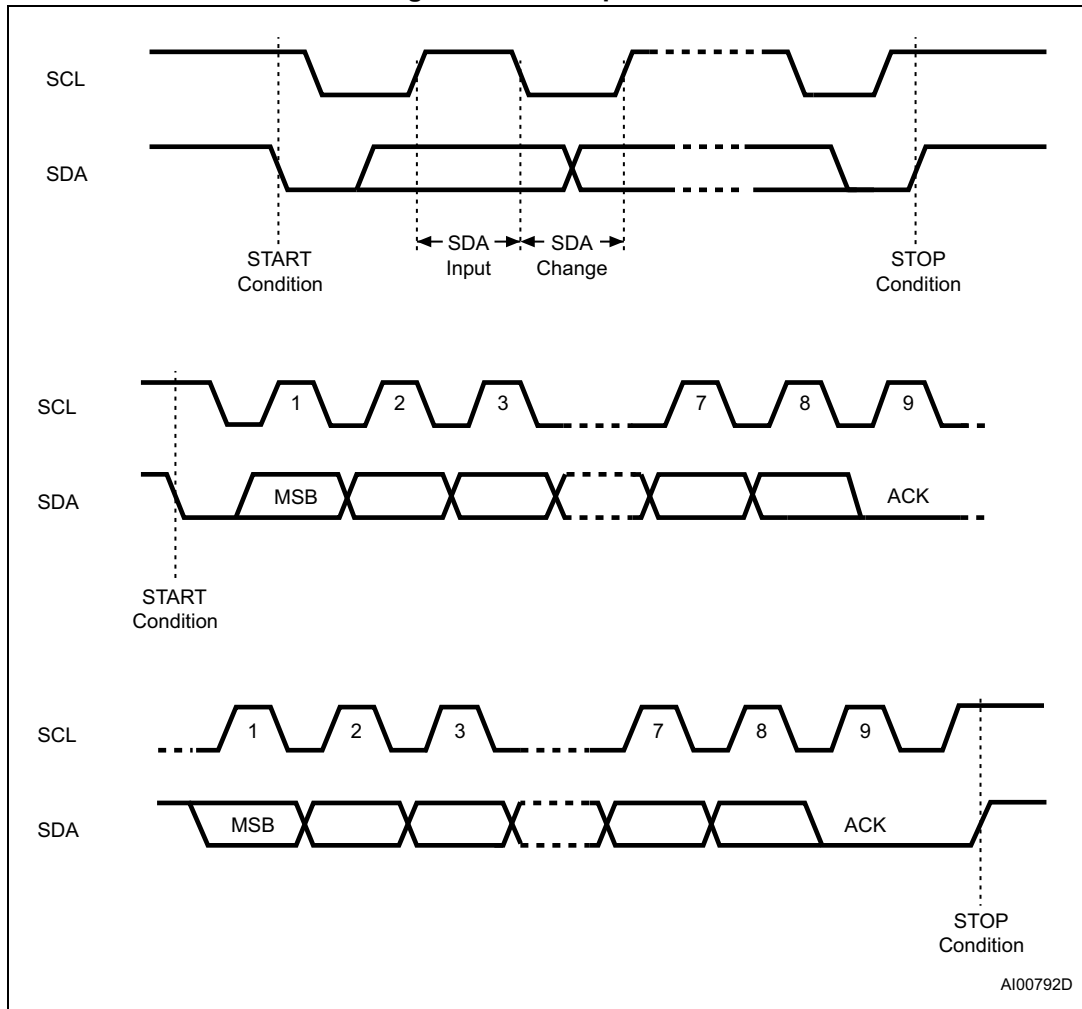 SCL
SDA
SDA
Input
SDA
Change
START
Condition
STOP
Condition
SCL
1 2 3 7 8 9
SDA
MSB ACK
START
Condition
SCL
1 2 3 7 8 9
SDA
MSB ACK
STOP
Condition
AI00792D